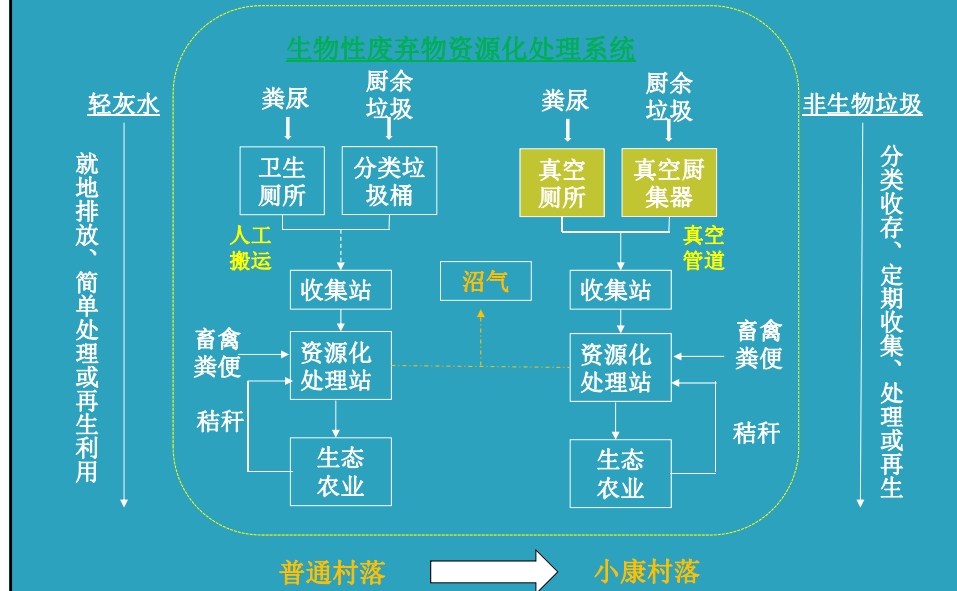 生物性废弃物资源化处理系统
轻灰水
就地排放、简单处理或再生利用
粪尿
厨余
垃圾
卫生
厕所
分类垃
圾桶
人工
搬运
收集站
畜禽
粪便
资源化
处理站
秸秆
生态
农业
沼气
粪尿
厨余
垃圾
真空
厕所
真空厨
集器
真空
管道
收集站
资源化
处理站
畜禽
粪便
秸秆
生态
农业
非生物垃圾
分类收存、定期收集、处理或再生
普通村落
小康村落